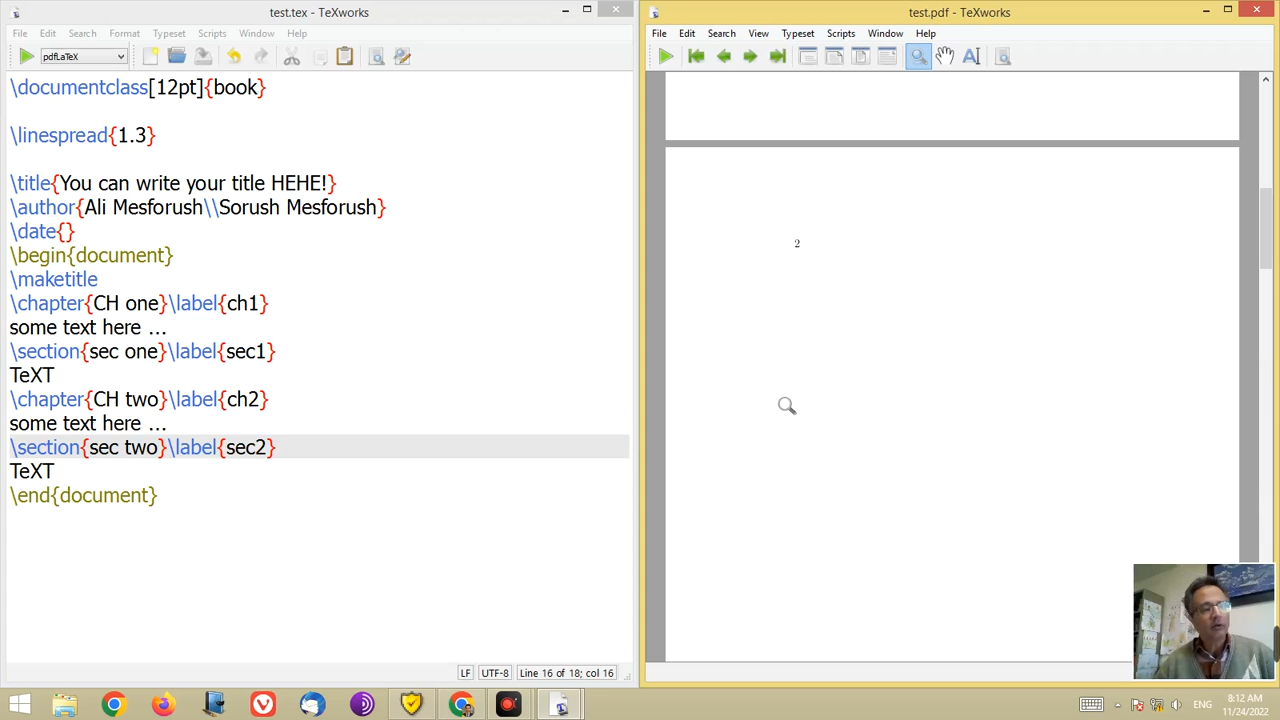 test.tex - TeXworks
File Edit Search Format Typeset Scripts Window Help
pdfLaTeX
\documentclass[12pt]{book}
\linespread{1.3}
\title{You can write your title HEHE!}
\author{Ali Mesforush\\Sorush Mesforush}
\date{}
\begin{document}
\maketitle
\chapter{CH one}\label{ch1}
some text here ...
\section{sec one}\label{sec1}
TeXT
\chapter{CH two}\label{ch2}
some text here ...
\section{sec two}\label{sec2}
TeXT
\end{document}
LF UTF-8 Line 16 of 18; col 16
test.pdf - TeXworks
File Edit Search View Typeset Scripts Window Help
2
ENG
8:12 AM
11/24/2022